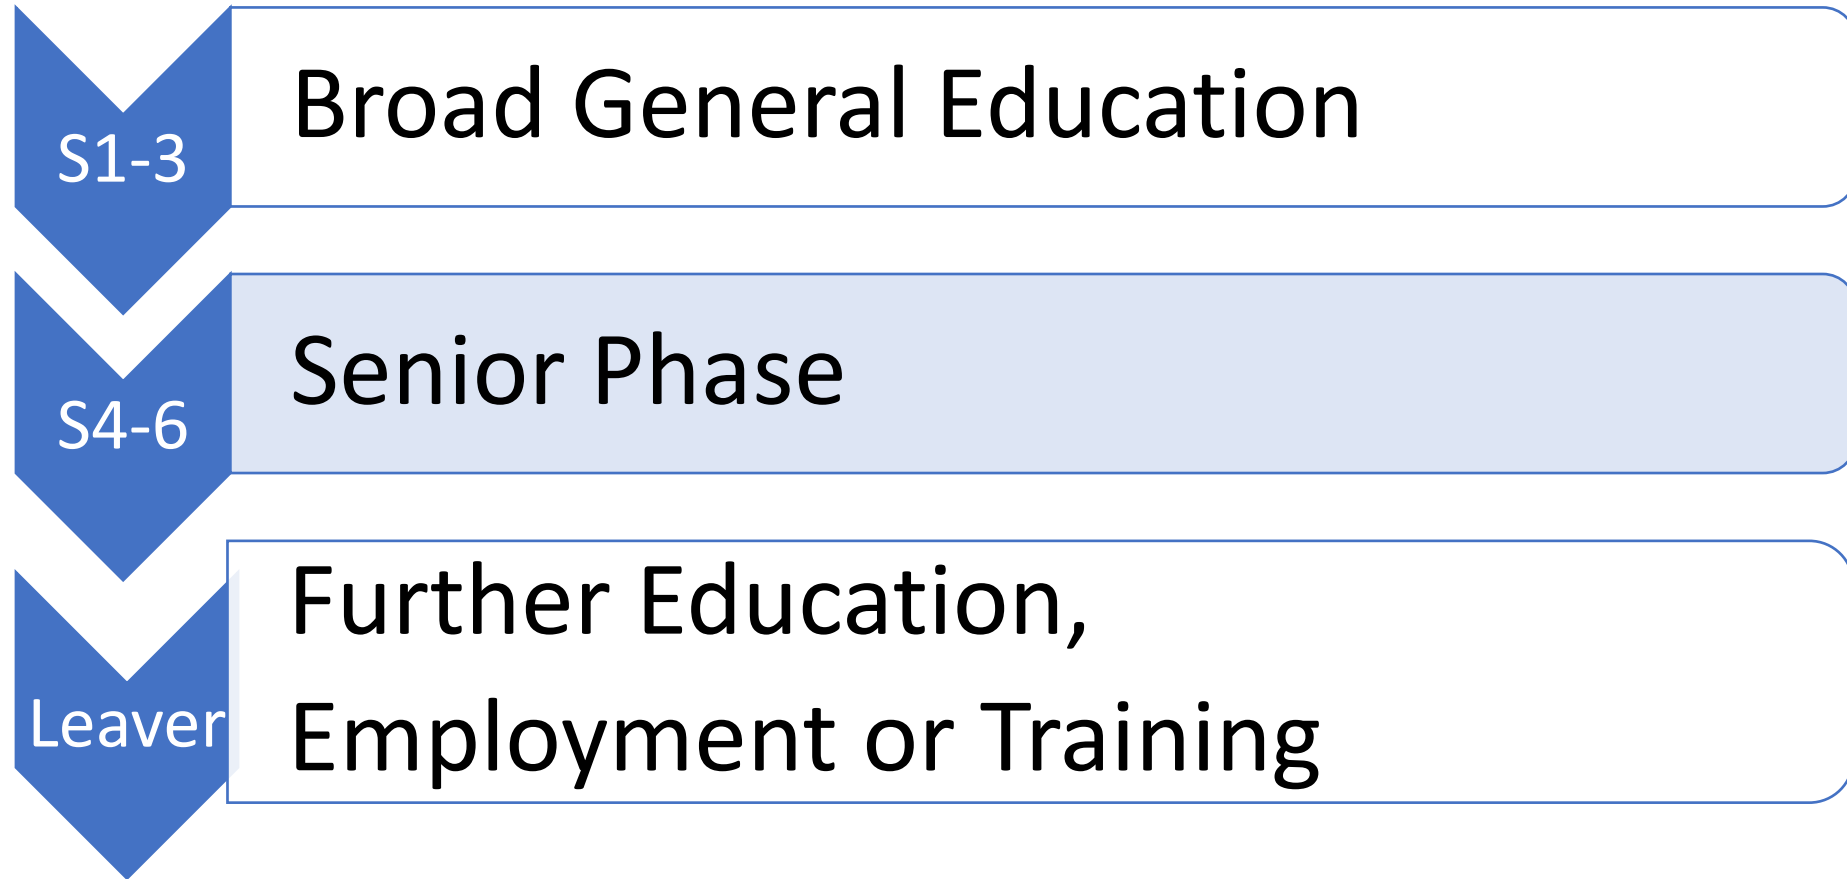 S1-3
Broad General Education
S4-6
Senior Phase
Leaver
Further Education,
Employment or Training